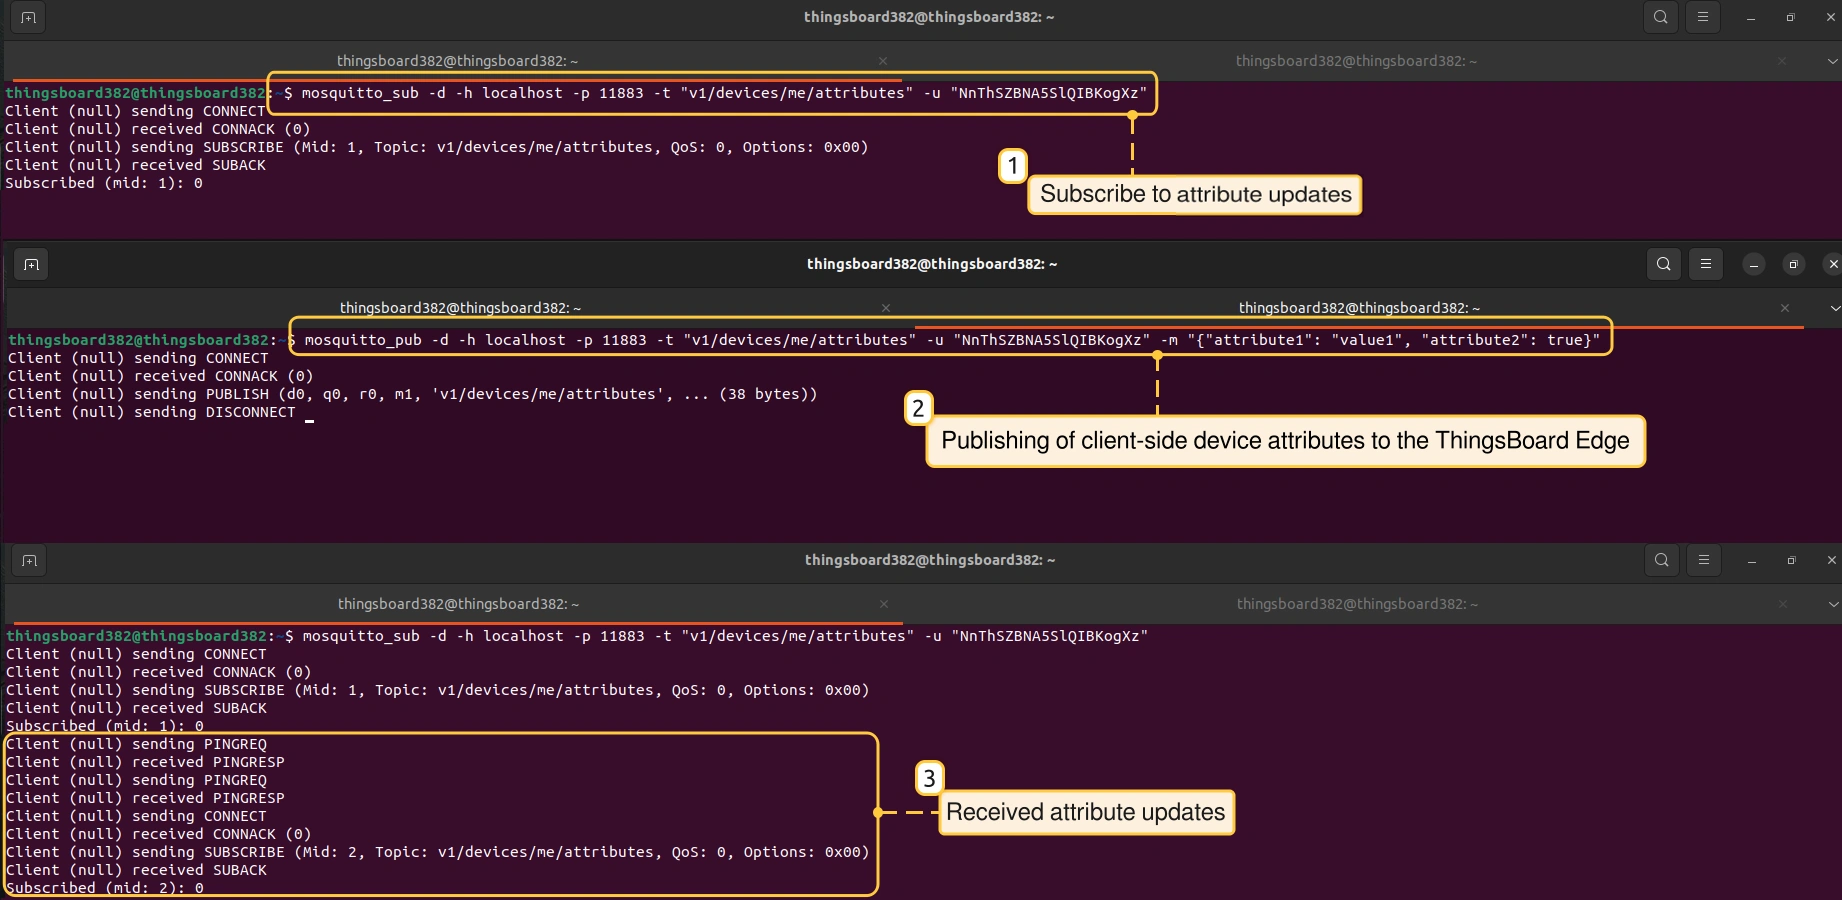 thingsboard382@thingsboard382: ~
thingsboard382@thingsboard382: ~
thingsboard382@thingsboard382: ~
thingsboard382@thingsboard382:~$ mosquitto_sub -d -h localhost -p 11883 -t "v1/devices/me/attributes" -u "NnThSZBNA5SlQIBKogXz"
Client (null) sending CONNECT
Client (null) received CONNACK (0)
Client (null) sending SUBSCRIBE (Mid: 1, Topic: v1/devices/me/attributes, QoS: 0, Options: 0x00)
Client (null) received SUBACK
Subscribed (mid: 1): 0
1
Subscribe to attribute updates
thingsboard382@thingsboard382: ~
thingsboard382@thingsboard382: ~
thingsboard382@thingsboard382: ~
thingsboard382@thingsboard382:~$ mosquitto_pub -d -h localhost -p 11883 -t "v1/devices/me/attributes" -u "NnThSZBNA5SlQIBKogXz" -m "{"attribute1": "value1", "attribute2": true}"
Client (null) sending CONNECT
Client (null) received CONNACK (0)
Client (null) sending PUBLISH (d0, q0, r0, m1, 'v1/devices/me/attributes', ... (38 bytes))
Client (null) sending DISCONNECT
2
Publishing of client-side device attributes to the ThingsBoard Edge
thingsboard382@thingsboard382: ~
thingsboard382@thingsboard382: ~
thingsboard382@thingsboard382: ~
thingsboard382@thingsboard382:~$ mosquitto_sub -d -h localhost -p 11883 -t "v1/devices/me/attributes" -u "NnThSZBNA5SlQIBKogXz"
Client (null) sending CONNECT
Client (null) received CONNACK (0)
Client (null) sending SUBSCRIBE (Mid: 1, Topic: v1/devices/me/attributes, QoS: 0, Options: 0x00)
Client (null) received SUBACK
Subscribed (mid: 1): 0
Client (null) sending PINGREQ
Client (null) received PINGRESP
Client (null) sending PINGREQ
Client (null) received PINGRESP
Client (null) sending CONNECT
Client (null) received CONNACK (0)
Client (null) sending SUBSCRIBE (Mid: 2, Topic: v1/devices/me/attributes, QoS: 0, Options: 0x00)
Client (null) received SUBACK
Subscribed (mid: 2): 0
3
Received attribute updates